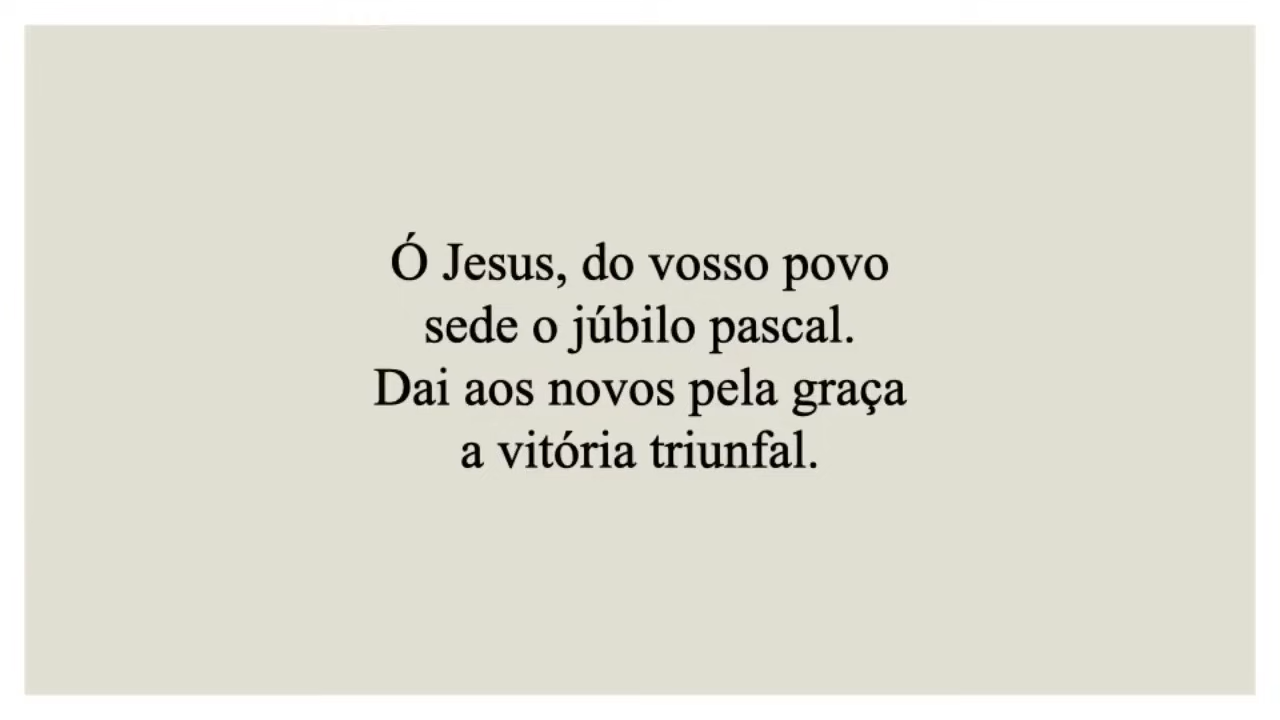 Ó Jesus, do vosso povo
sede o júbilo pascal.
Dai aos novos pela graça
a vitória triunfal.